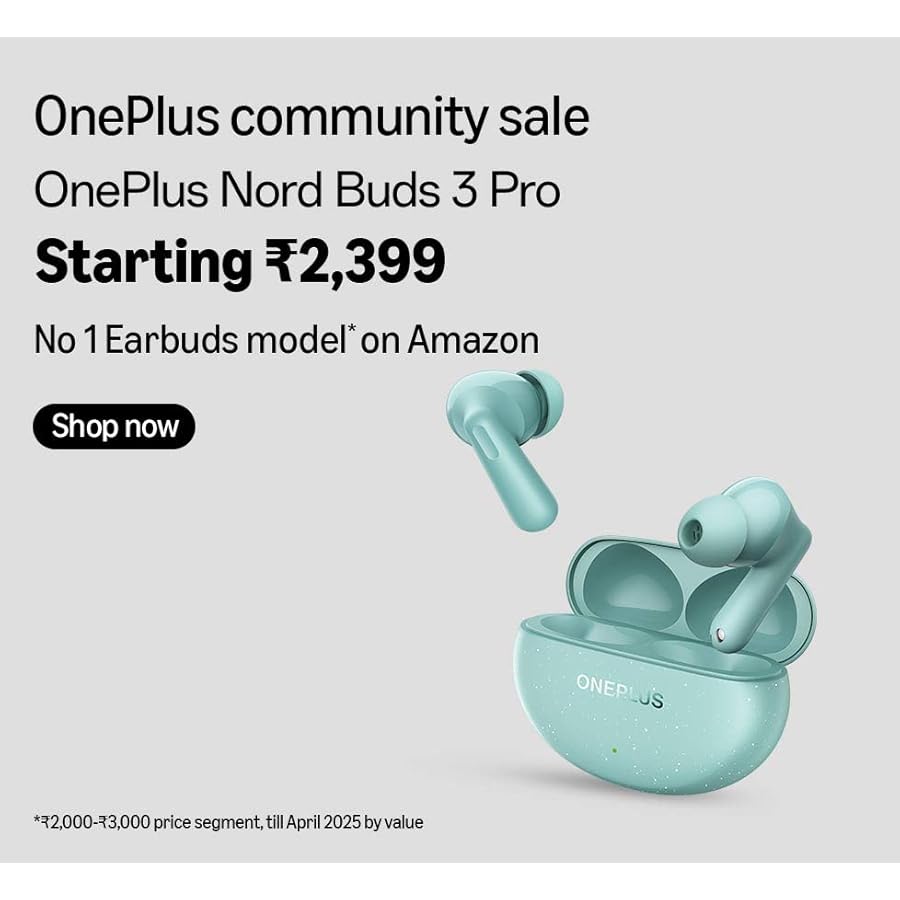 OnePlus community sale
OnePlus Nord Buds 3 Pro
Starting ₹2,399
No 1 Earbuds model* on Amazon
Shop now
ONEPLUS
*₹2,000-₹3,000 price segment, till April 2025 by value